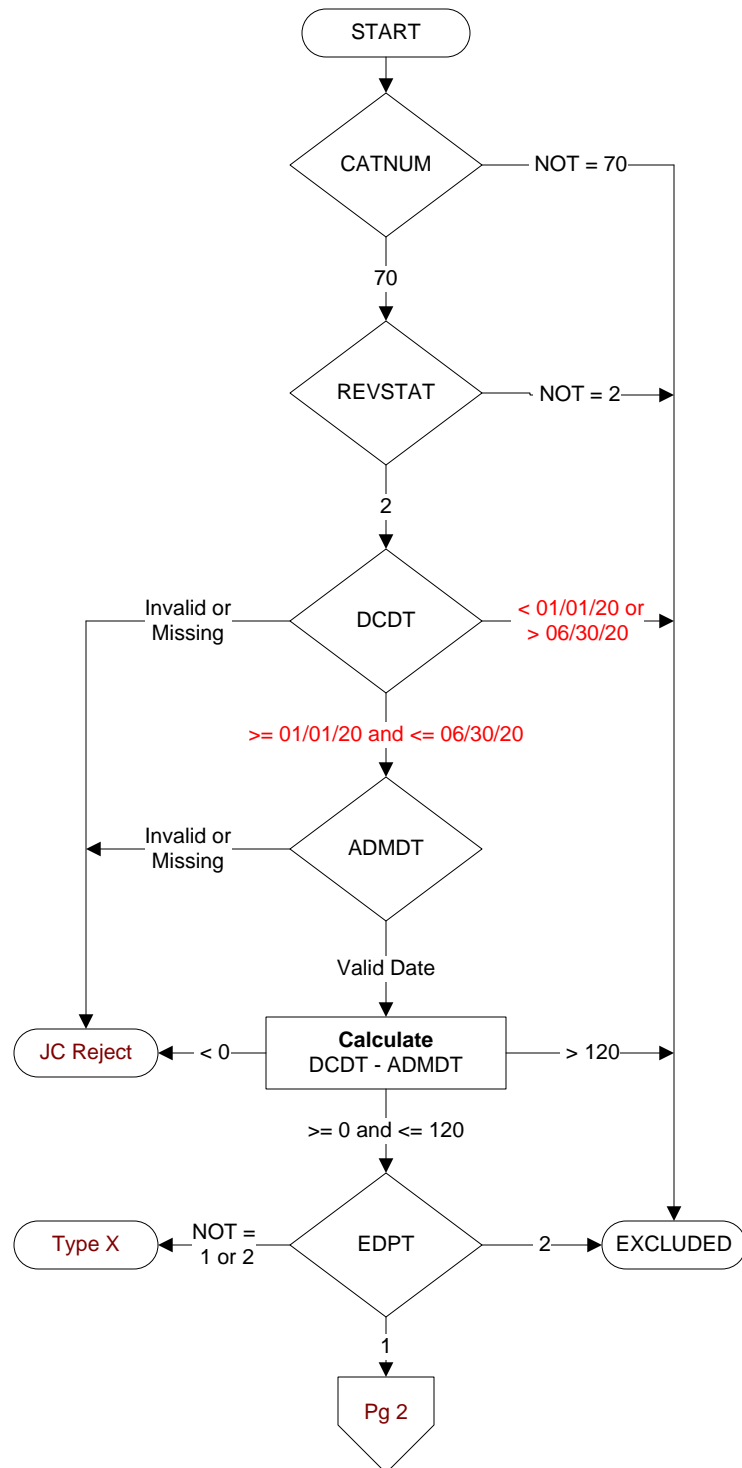 START
CATNUM
NOT = 70
70
REVSTAT
NOT = 2
2
Invalid or
Missing
DCDT
< 01/01/20 or
> 06/30/20
>= 01/01/20 and <= 06/30/20
Invalid or
Missing
ADMDT
Valid Date
JC Reject
< 0
Calculate
DCDT - ADMDT
> 120
>= 0 and <= 120
Type X
NOT =
1 or 2
EDPT
2
EXCLUDED
1
Pg 2